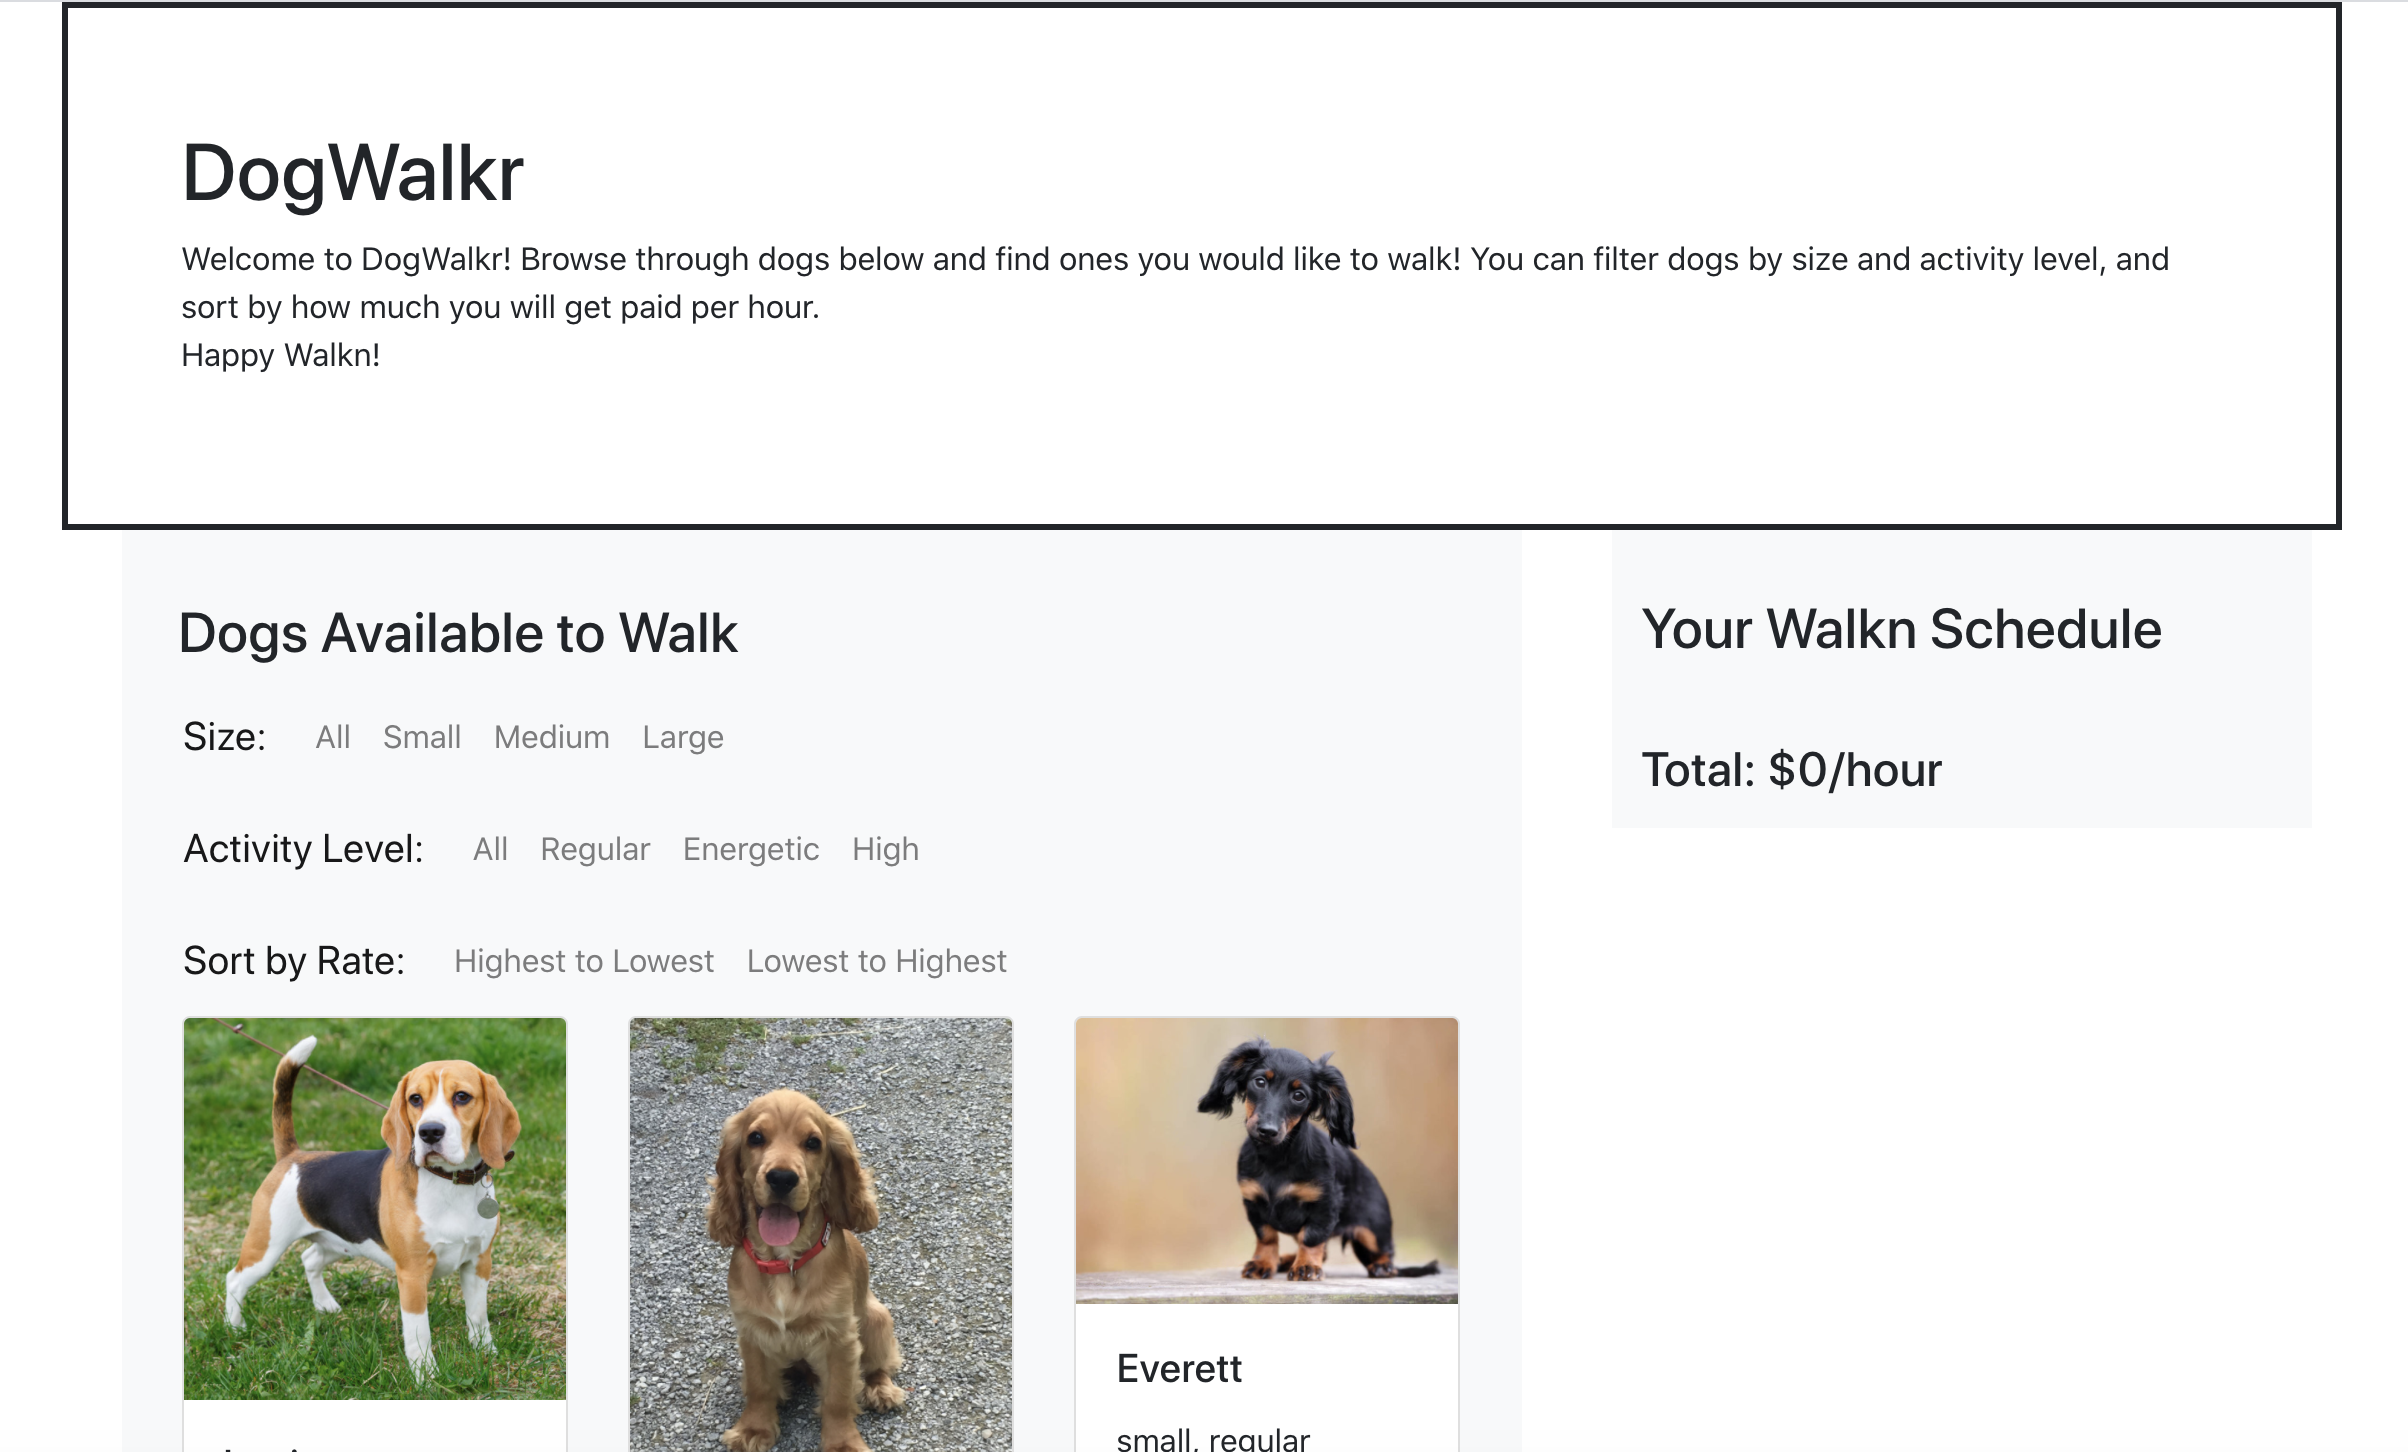 DogWalkr
Welcome to DogWalkr! Browse through dogs below and find ones you would like to walk! You can filter dogs by size and activity level, and
sort by how much you will get paid per hour.
Happy Walkn!
Dogs Available to Walk
Size: All Small Medium Large
Activity Level: All Regular Energetic High
Sort by Rate: Highest to Lowest Lowest to Highest
Everett
small, regular
Your Walkn Schedule
Total: $0/hour